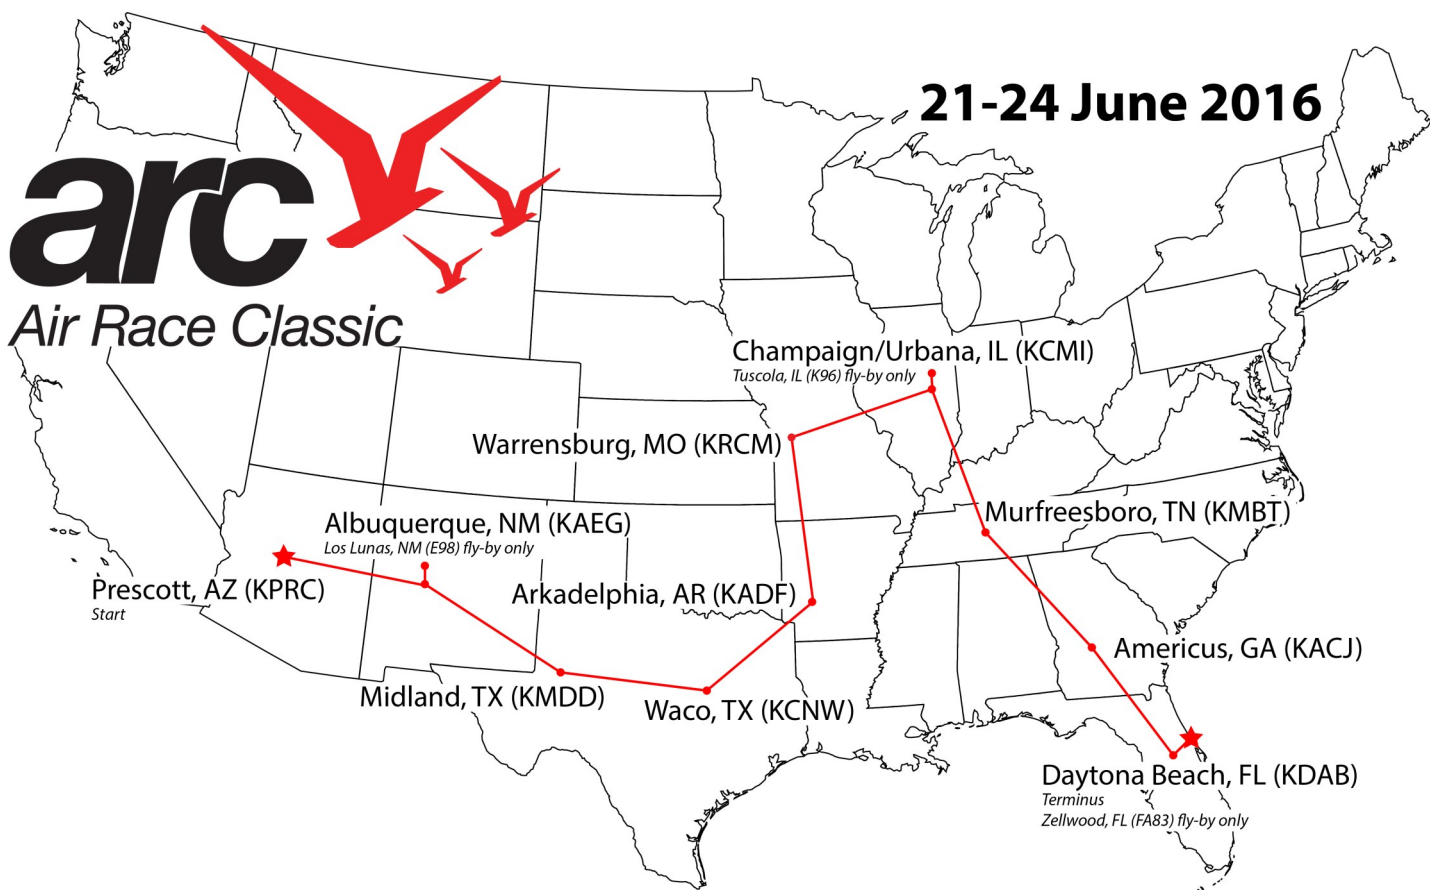 21-24 June 2016
arc
Air Race Classic
Champaign/Urbana, IL (KCMI)
Tuscola, IL (K96) fly-by only
Warrensburg, MO (KRCM)
Albuquerque, NM (KAEG)
Los Lunas, NM (E98) fly-by only
Murfreesboro, TN (KMBT)
Prescott, AZ (KPRC)
Start
Arkadelphia, AR (KADF)
Americus, GA (KACJ)
Midland, TX (KMDD)
Waco, TX (KCNW)
Daytona Beach, FL (KDAB)
Terminus
Zellwood, FL (FA83) fly-by only